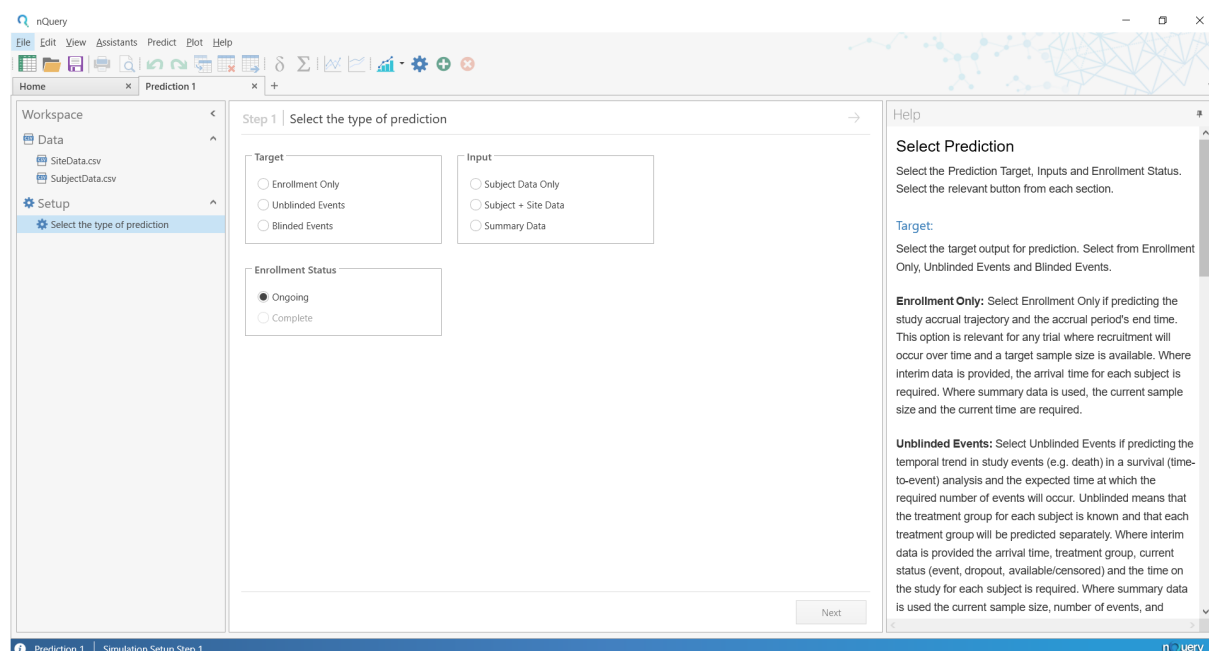 nQuery
File Edit View Assistants Predict Plot Help
Home × Prediction 1 × +
Workspace
Data
SiteData.csv
SubjectData.csv
Setup
Select the type of prediction
Step 1 | Select the type of prediction
Target
Enrollment Only
Unblinded Events
Blinded Events
Input
Subject Data Only
Subject + Site Data
Summary Data
Enrollment Status
Ongoing
Complete
Next
Help
Select Prediction
Select the Prediction Target, Inputs and Enrollment Status.
Select the relevant button from each section.
Target:
Select the target output for prediction. Select from Enrollment
Only, Unblinded Events and Blinded Events.
Enrollment Only: Select Enrollment Only if predicting the
study accrual trajectory and the accrual period's end time.
This option is relevant for any trial where recruitment will
occur over time and a target sample size is available. Where
interim data is provided, the arrival time for each subject is
required. Where summary data is used, the current sample
size and the current time are required.
Unblinded Events: Select Unblinded Events if predicting the
temporal trend in study events (e.g. death) in a survival (time-
to-event) analysis and the expected time at which the
required number of events will occur. Unblinded means that
the treatment group for each subject is known and that each
treatment group will be predicted separately. Where interim
data is provided the arrival time, treatment group, current
status (event, dropout, available/censored) and the time on
the study for each subject is required. Where summary data
is used the current sample size, number of events, and
Prediction 1 | Simulation Setup Step 1
nQuery